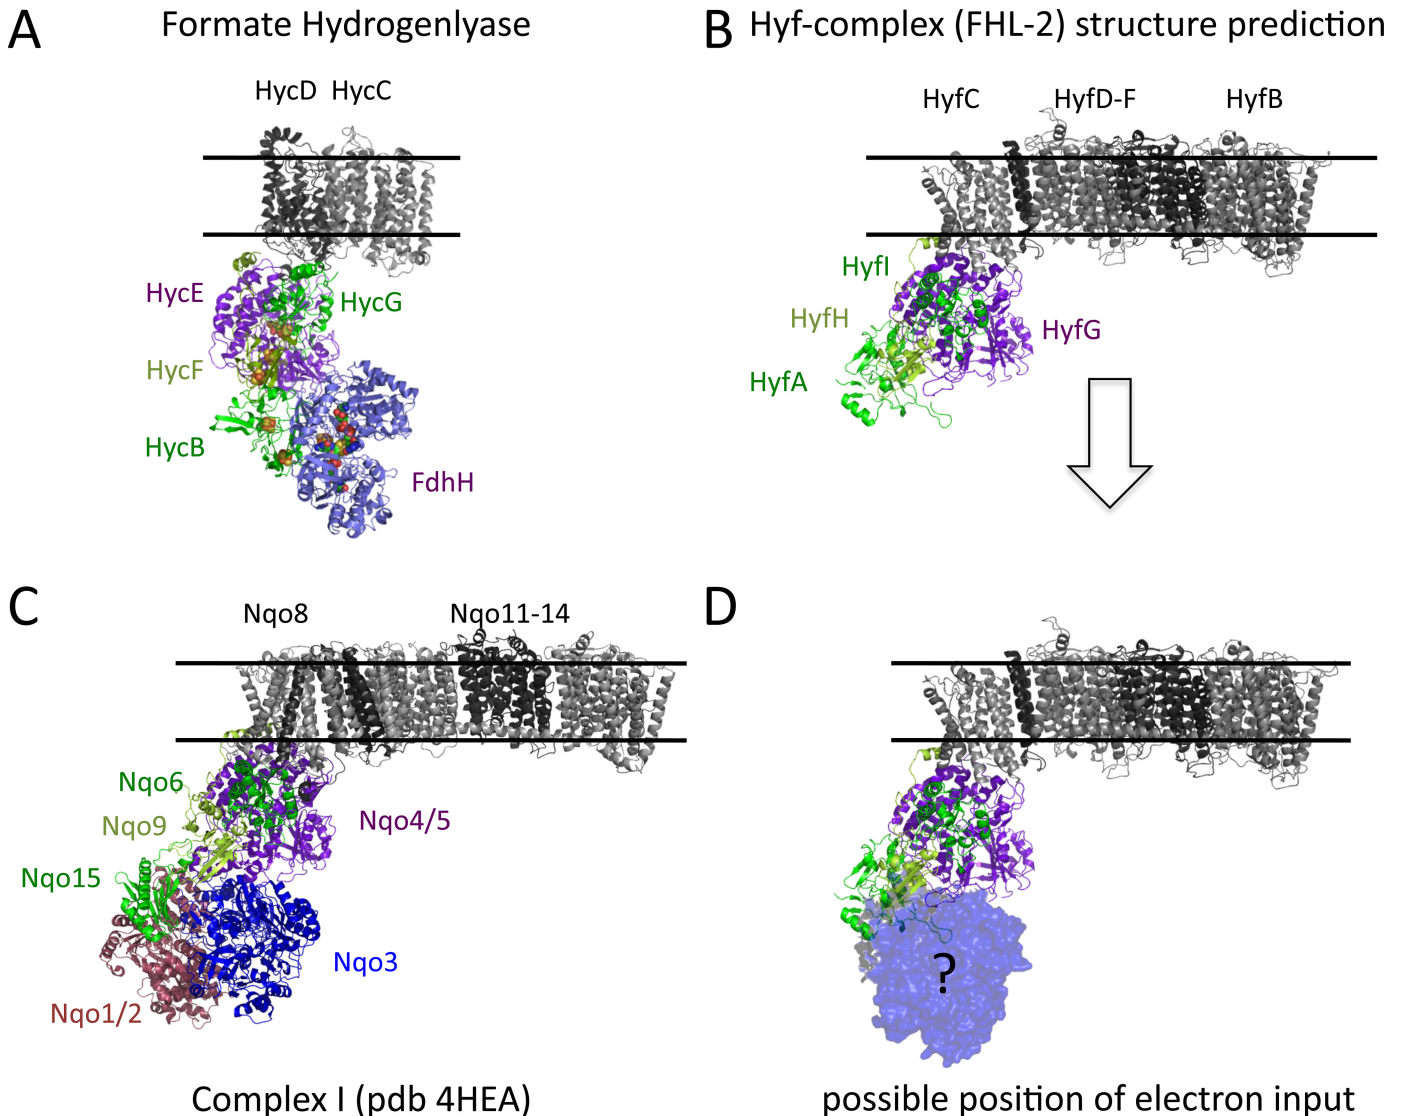 A
Formate Hydrogenlyase
HycD HycC
HycE
HycG
HycF
HycB
FdhH
B
Hyf-complex (FHL-2) structure prediction
HyfC
HyfD-F
HyfB
HyfI
HyfH
HyfG
HyfA
C
Nqo8
Nqo11-14
Nqo6
Nqo9
Nqo4/5
Nqo15
Nqo3
Nqo1/2
Complex I (pdb 4HEA)
D
?
possible position of electron input